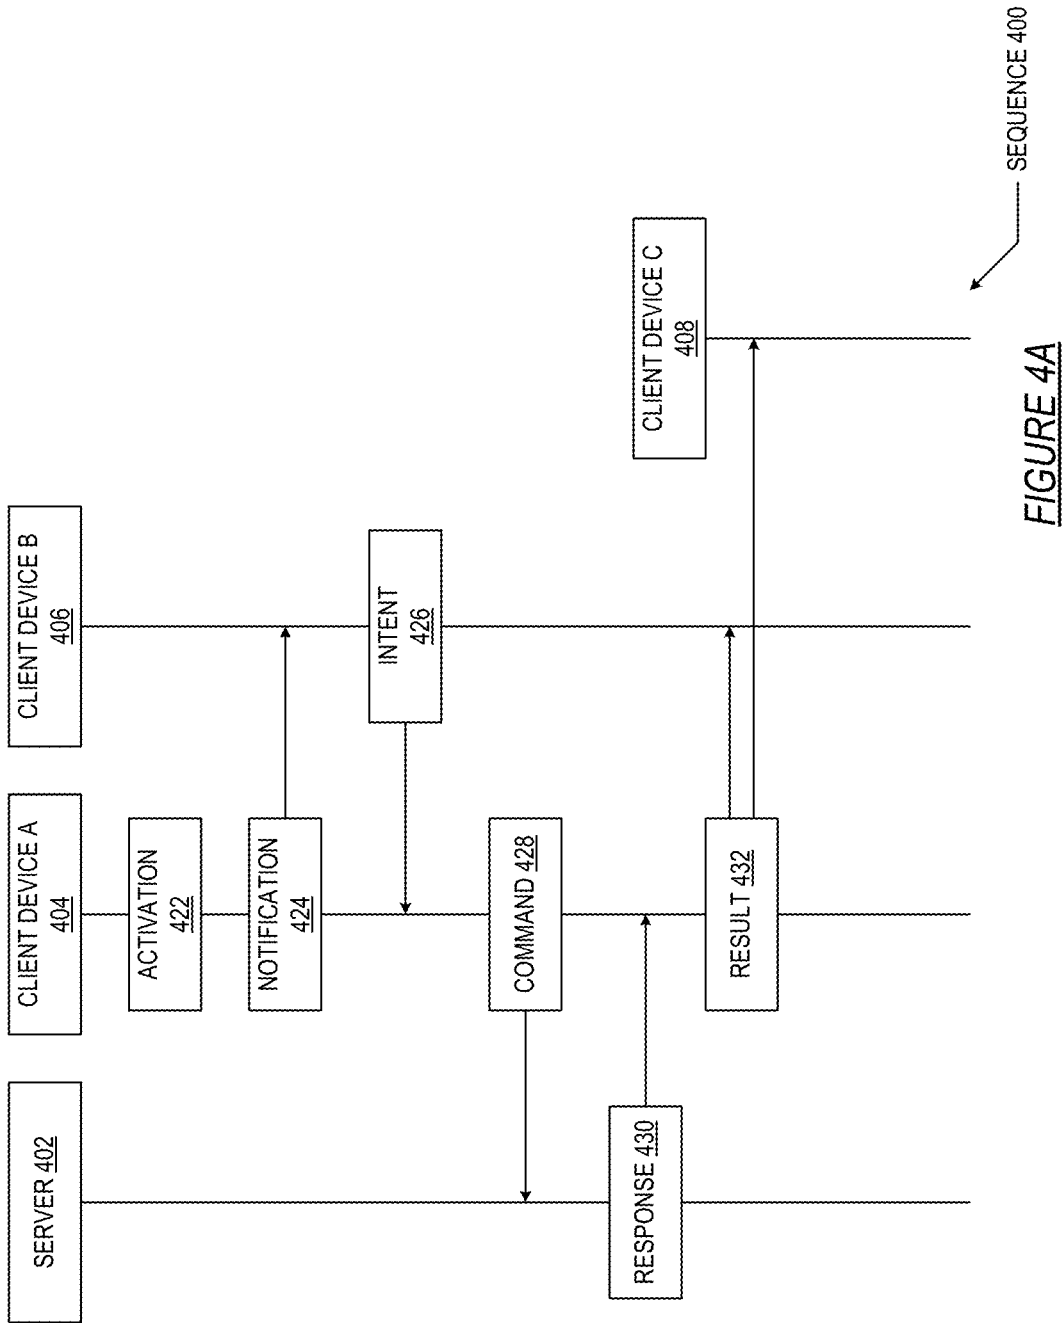 SERVER 402
CLIENT DEVICE A
404
CLIENT DEVICE B
406
ACTIVATION
422
NOTIFICATION
424
INTENT
426
COMMAND 428
RESPONSE 430
CLIENT DEVICE C
408
RESULT 432
SEQUENCE 400
FIGURE 4A